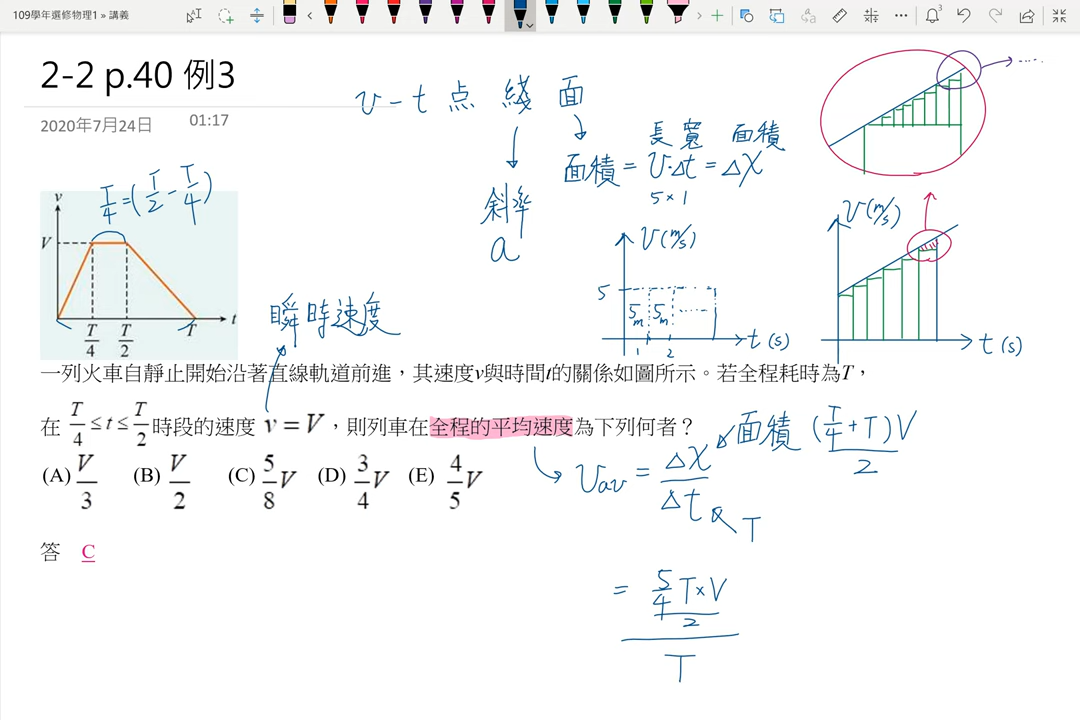 109學年選修物理1 » 講義
3
2-2 p.40 例3
2020年7月24日 01:17
v-t 点 綫 面
斜率
a
長 寬 面積
面積 = v·Δt = Δx
5×1
T/4 = (T/2 - T/4)
v
V
T/4 T/2 T t
瞬時速度
v(m/s)
5
5m 5m
1 2 t(s)
v(m/s)
t(s)
一列火車自靜止開始沿著直線軌道前進，其速度v與時間t的關係如圖所示。若全程耗時為T，
在 T/4 ≤ t ≤ T/2 時段的速度 v = V，則列車在全程的平均速度為下列何者？
(A) V/3 (B) V/2 (C) 5/8 V (D) 3/4 V (E) 4/5 V
答 C
Vav = Δx/Δt
面積 (T/4 + T)V/2
T
= (5/4 T×V/2)/T